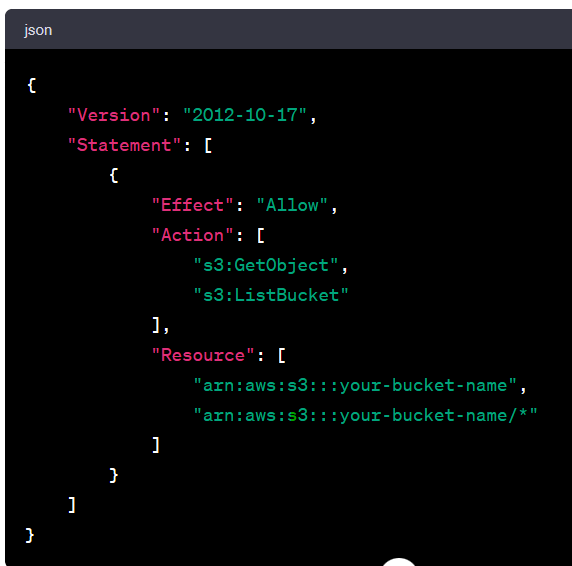 json
{
    "Version": "2012-10-17",
    "Statement": [
        {
            "Effect": "Allow",
            "Action": [
                "s3:GetObject",
                "s3:ListBucket"
            ],
            "Resource": [
                "arn:aws:s3:::your-bucket-name",
                "arn:aws:s3:::your-bucket-name/*"
            ]
        }
    ]
}